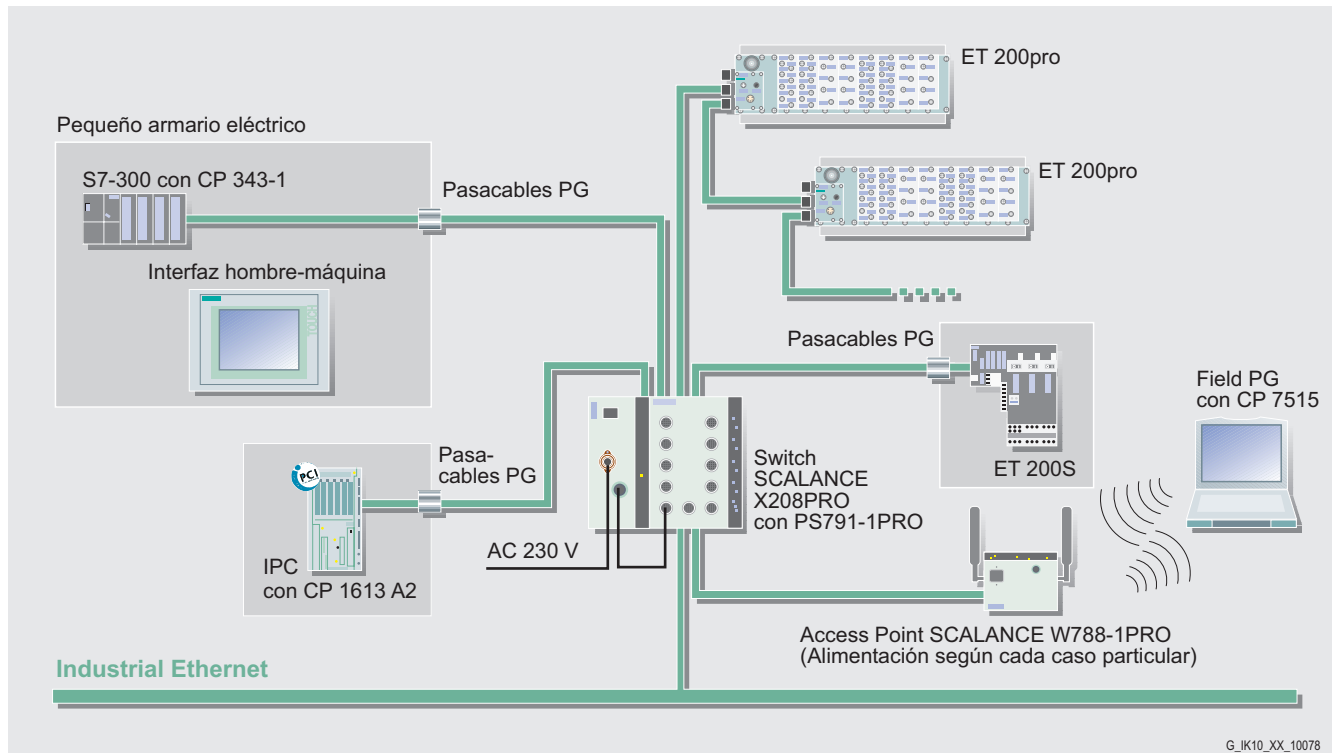 ET 200pro
Pequeño armario eléctrico
S7-300 con CP 343-1
Pasacables PG
ET 200pro
Interfaz hombre-máquina
Pasacables PG
Field PG
con CP 7515
ET 200S
PCI
Pasa-
cables PG
Switch
SCALANCE
X208PRO
con PS791-1PRO
AC 230 V
IPC
con CP 1613 A2
Access Point SCALANCE W788-1PRO
(Alimentación según cada caso particular)
Industrial Ethernet
G_IK10_XX_10078